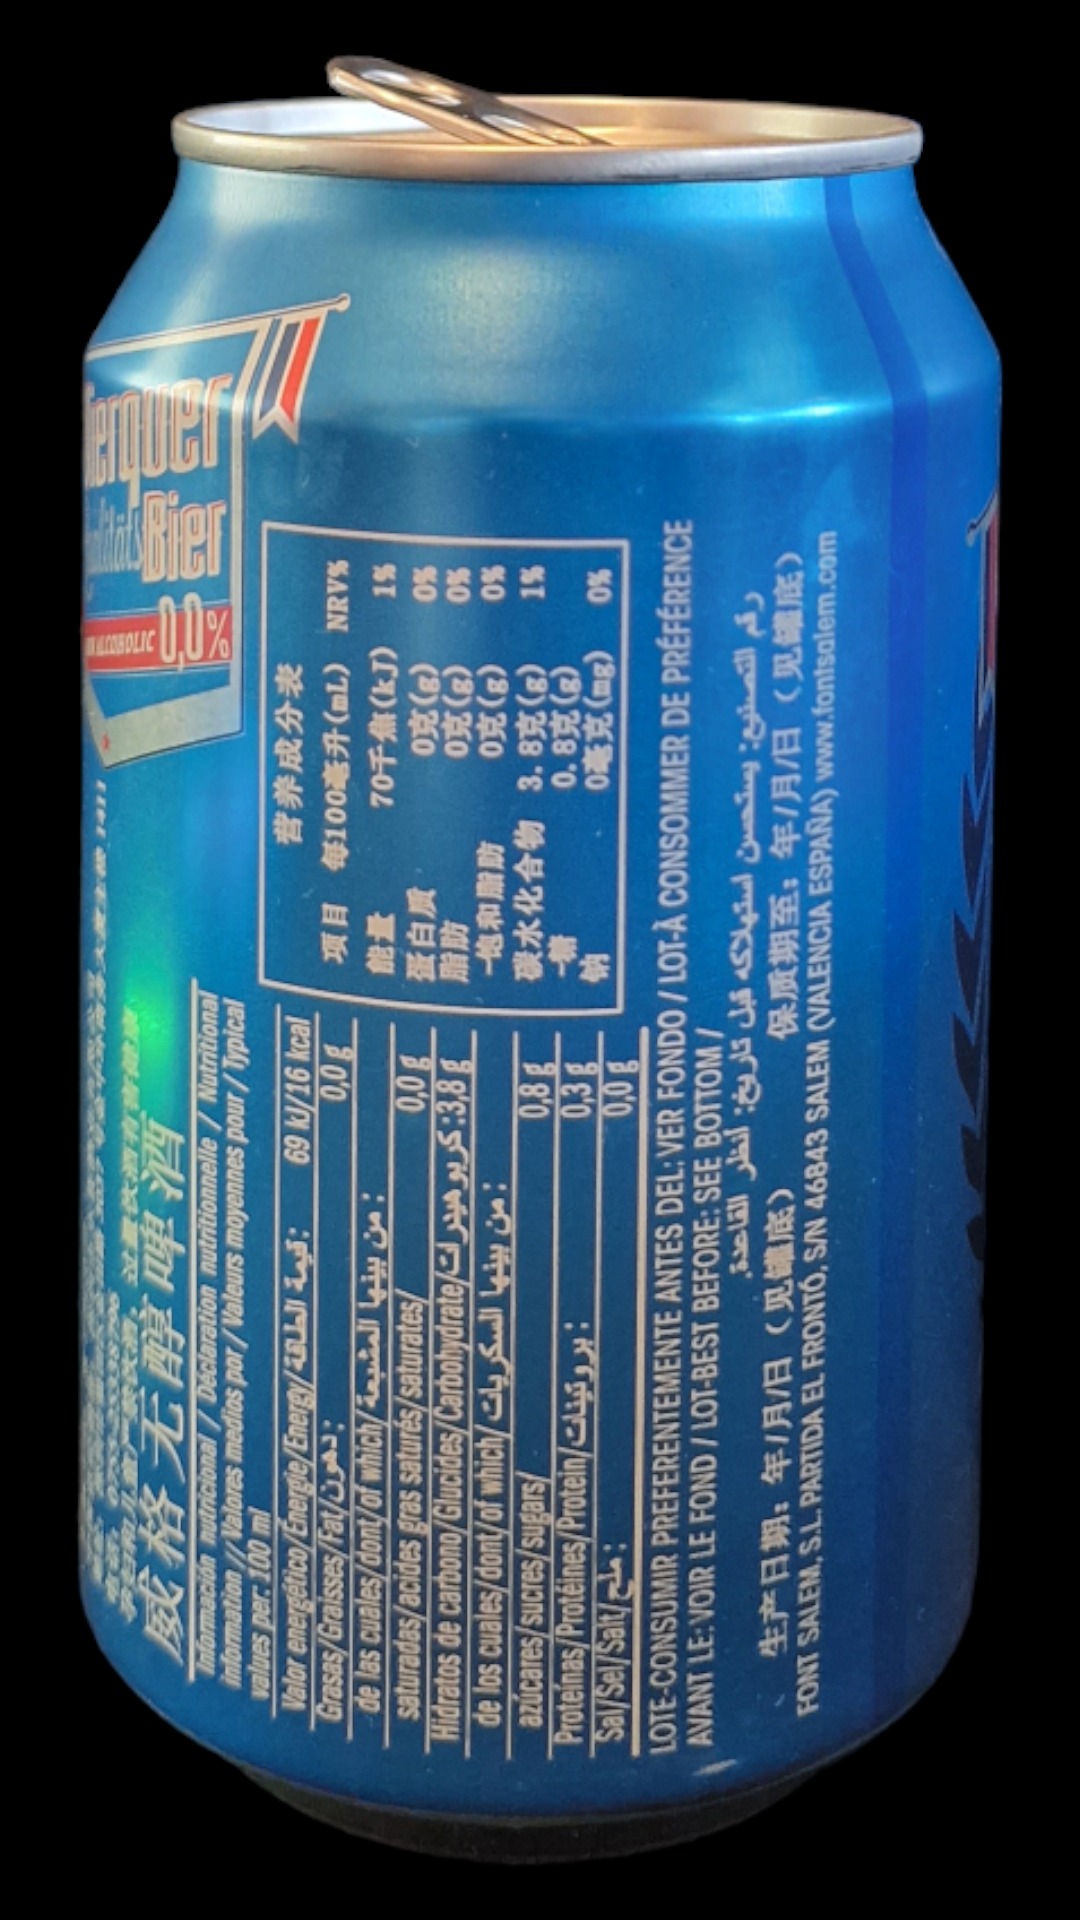 erquer
Bier
ALCOHOLIC 0,0%
威格无醇啤酒
Información nutricional / Déclaration nutritionnelle / Nutritional
information // Valores medios por / Valeurs moyennes pour / Typical
values per: 100 ml
Valor energético/Energie/Energy/قيمة الطاقة: 69 kJ/16 kcal
Grasas/Graisses/Fat/دهون: 0,0 g
de las cuales/dont/of which/من بينها المشبعة:
saturadas/acides gras saturés/saturates/ 0,0 g
Hidratos de carbono/Glucides/Carbohydrate/كربوهيدرات:3,8 g
de los cuales/dont/of which/من بينها السكريات:
azúcares/sucres/sugars/ 0,8 g
Proteínas/Protéines/Protein/بروتينات: 0,3 g
Sal/Sel/Salt/ملح: 0,0 g
营养成分表
项目 每100毫升(mL) NRV%
能量 70千焦(kJ) 1%
蛋白质 0克(g) 0%
脂肪 0克(g) 0%
-饱和脂肪 0克(g) 0%
碳水化合物 3.8克(g) 1%
-糖 0.8克(g)
钠 0毫克(mg) 0%
LOTE-CONSUMIR PREFERENTEMENTE ANTES DEL: VER FONDO / LOT-À CONSOMMER DE PRÉFÉRENCE
AVANT LE: VOIR LE FOND / LOT-BEST BEFORE: SEE BOTTOM /
رقم التصنيع: يستحسن استهلاكه قبل تاريخ: أنظر القاعدة.
生产日期：年/月/日（见罐底） 保质期至：年/月/日（见罐底）
FONT SALEM, S.L. PARTIDA EL FRONTÓ, S/N 46843 SALEM (VALENCIA ESPAÑA) www.fontsalem.com